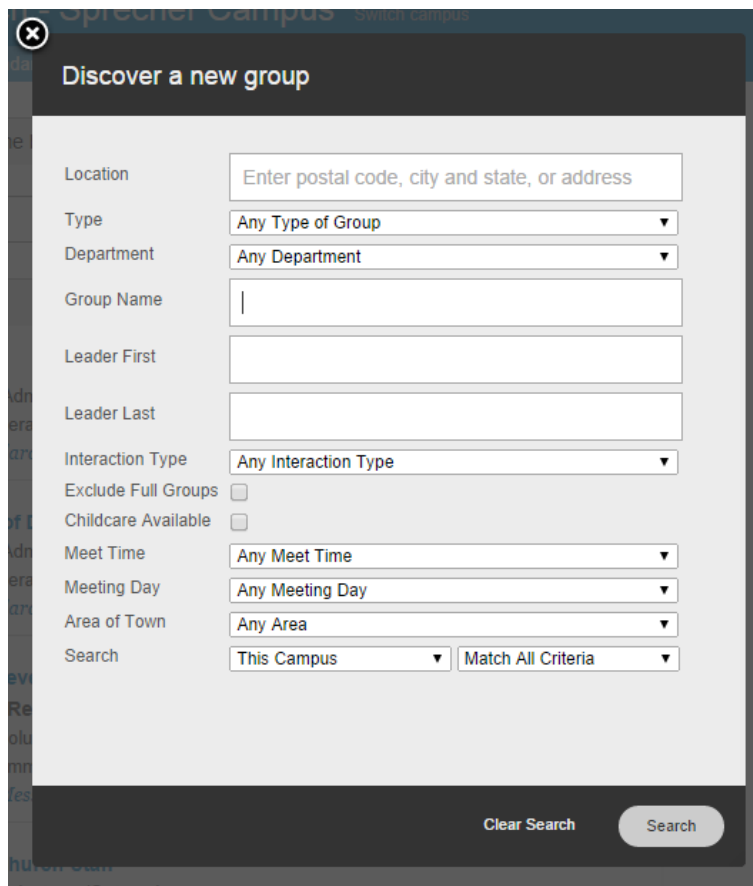 - Sprecher Campus Switch campus
Discover a new group
Location
Enter postal code, city and state, or address
Type
Any Type of Group
Department
Any Department
Group Name
Leader First
Leader Last
Interaction Type
Any Interaction Type
Exclude Full Groups
Childcare Available
Meet Time
Any Meet Time
Meeting Day
Any Meeting Day
Area of Town
Any Area
Search
This Campus
Match All Criteria
Clear Search
Search